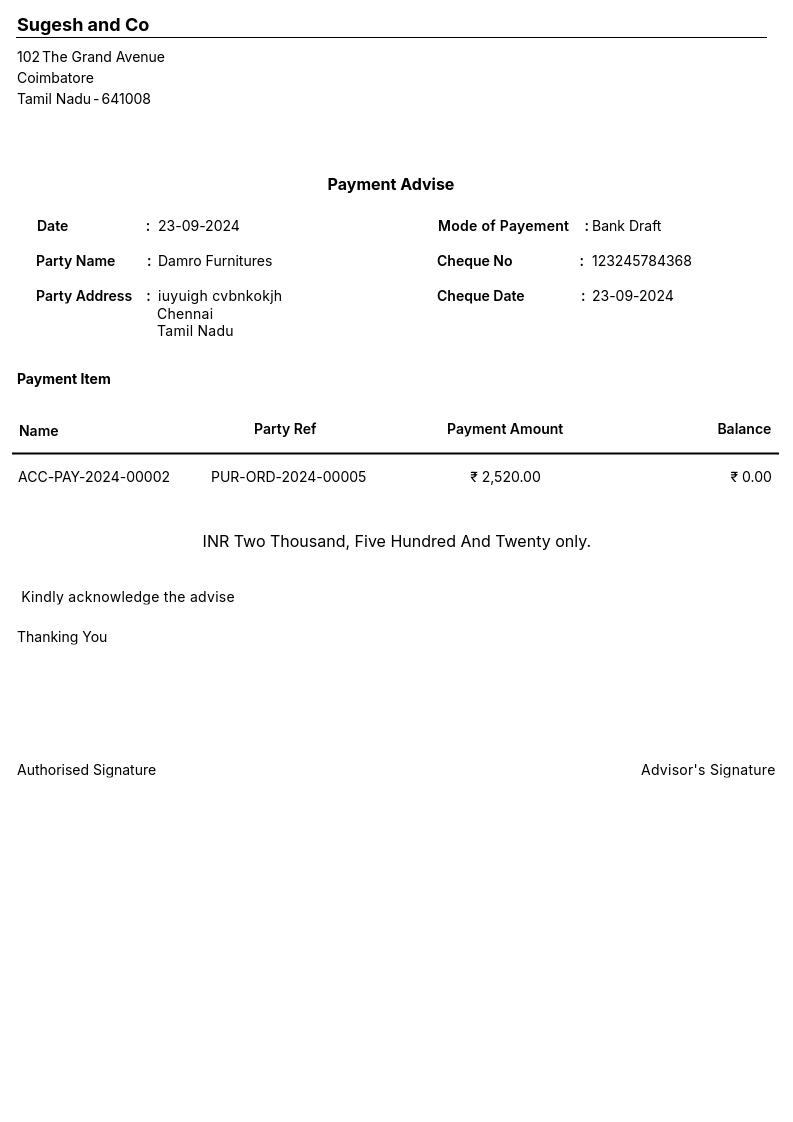 Sugesh and Co
102 The Grand Avenue
Coimbatore
Tamil Nadu - 641008
Payment Advise
Date : 23-09-2024 Mode of Payement : Bank Draft
Party Name : Damro Furnitures Cheque No : 123245784368
Party Address : iuyuigh cvbnkokjh Cheque Date : 23-09-2024
Chennai
Tamil Nadu
Payment Item
Name Party Ref Payment Amount Balance
ACC-PAY-2024-00002 PUR-ORD-2024-00005 ₹ 2,520.00 ₹ 0.00
INR Two Thousand, Five Hundred And Twenty only.
Kindly acknowledge the advise
Thanking You
Authorised Signature Advisor's Signature